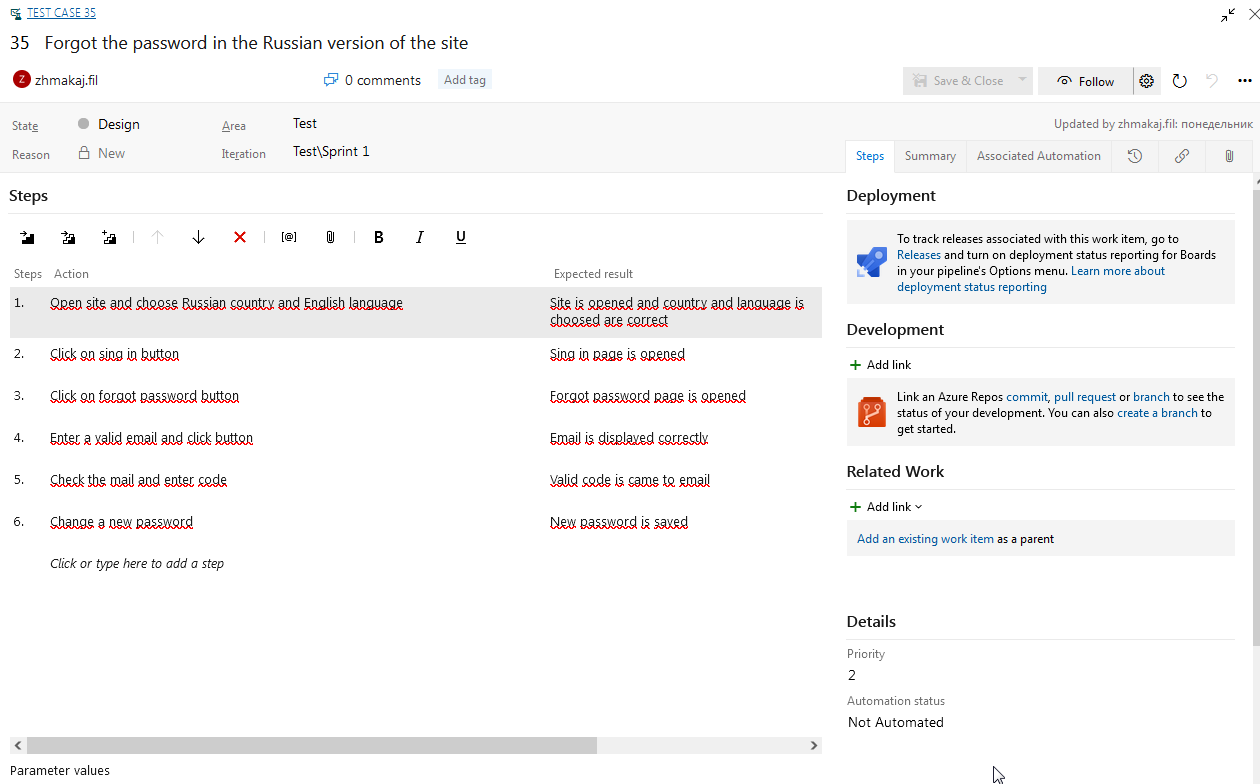 TEST CASE 35
35 Forgot the password in the Russian version of the site
Z zhmakaj.fil
0 comments
Add tag
Save & Close
Follow
State
Design
Area
Test
Updated by zhmakaj.fil: понедельник
Reason
New
Iteration
Test\Sprint 1
Steps
Summary
Associated Automation
Steps
[@]
B
I
U
Steps Action Expected result
1. Open site and choose Russian country and English language
Site is opened and country and language is
choosed are correct
2. Click on sing in button
Sing in page is opened
3. Click on forgot password button
Forgot password page is opened
4. Enter a valid email and click button
Email is displayed correctly
5. Check the mail and enter code
Valid code is came to email
6. Change a new password
New password is saved
Click or type here to add a step
Parameter values
Deployment
To track releases associated with this work item, go to
Releases and turn on deployment status reporting for Boards
in your pipeline's Options menu. Learn more about
deployment status reporting
Development
+ Add link
Link an Azure Repos commit, pull request or branch to see the
status of your development. You can also create a branch to
get started.
Related Work
+ Add link
Add an existing work item as a parent
Details
Priority
2
Automation status
Not Automated